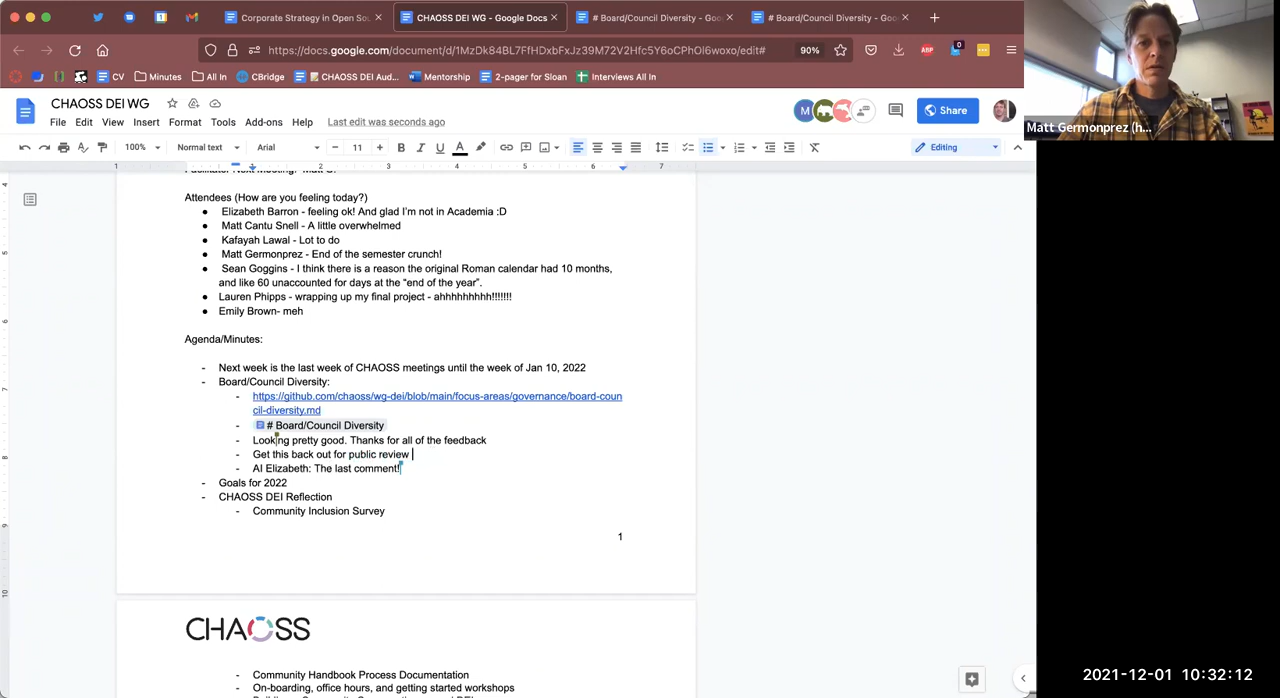 Corporate Strategy in Open So
CHAOSS DEI WG - Google Docs
# Board/Council Diversity - Goo
# Board/Council Diversity - Goo
https://docs.google.com/document/d/1MzDk84BL7FfHDxbFxJz39M72V2Hfc5Y6oCPhOI6woxo/edit#
90%
ABP
0
CV
Minutes
All In
CBridge
CHAOSS DEI Aud...
Mentorship
2-pager for Sloan
Interviews All In
CHAOSS DEI WG
File Edit View Insert Format Tools Add-ons Help Last edit was seconds ago
M
Share
100%
Normal text
Arial
11
Editing
1 1 2 3 4 5 6 7
Attendees (How are you feeling today?)
● Elizabeth Barron - feeling ok! And glad I'm not in Academia :D
● Matt Cantu Snell - A little overwhelmed
● Kafayah Lawal - Lot to do
● Matt Germonprez - End of the semester crunch!
● Sean Goggins - I think there is a reason the original Roman calendar had 10 months,
and like 60 unaccounted for days at the "end of the year".
● Lauren Phipps - wrapping up my final project - ahhhhhhhhh!!!!!!!
● Emily Brown- meh
Agenda/Minutes:
- Next week is the last week of CHAOSS meetings until the week of Jan 10, 2022
- Board/Council Diversity:
- https://github.com/chaoss/wg-dei/blob/main/focus-areas/governance/board-coun
cil-diversity.md
- # Board/Council Diversity
- Looking pretty good. Thanks for all of the feedback
- Get this back out for public review
- AI Elizabeth: The last comment!
- Goals for 2022
- CHAOSS DEI Reflection
- Community Inclusion Survey
1
CHAOSS
- Community Handbook Process Documentation
- On-boarding, office hours, and getting started workshops
Matt Germonprez (h...
2021-12-01 10:32:12